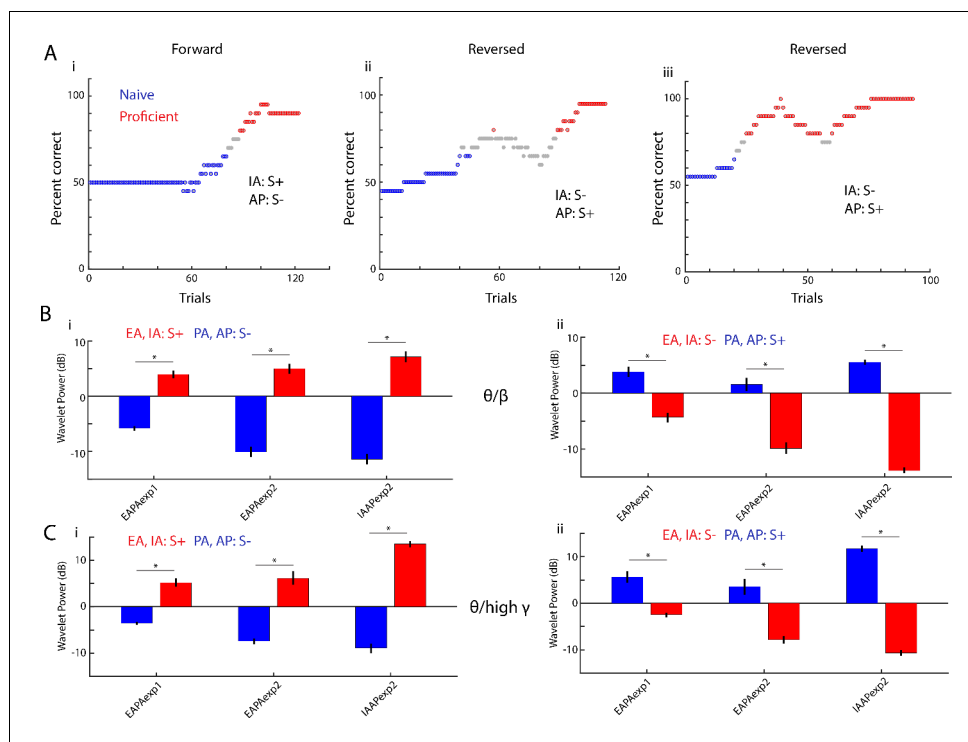 A
Forward
i
Percent correct
100
50
0
Naive
Proficient
IA: S+
AP: S-
1
60
120
Trials
Reversed
ii
Percent correct
100
50
0
IA: S-
AP: S+
0
60
120
Trials
Reversed
iii
Percent correct
100
50
0
IA: S-
AP: S+
0
50
100
Trials
B
i
EA, IA: S+ PA, AP: S-
Wavelet Power (dB)
10
0
-10
*
*
*
EAPAexp1
EAPAexp2
IAAPexp2
θ/β
ii
EA, IA: S- PA, AP: S+
Wavelet Power (dB)
10
0
-10
*
*
*
EAPAexp1
EAPAexp2
IAAPexp2
C
i
EA, IA: S+ PA, AP: S-
Wavelet Power (dB)
10
0
-10
*
*
*
EAPAexp1
EAPAexp2
IAAPexp2
θ/high γ
ii
EA, IA: S- PA, AP: S+
Wavelet Power (dB)
10
0
-10
*
*
*
EAPAexp1
EAPAexp2
IAAPexp2